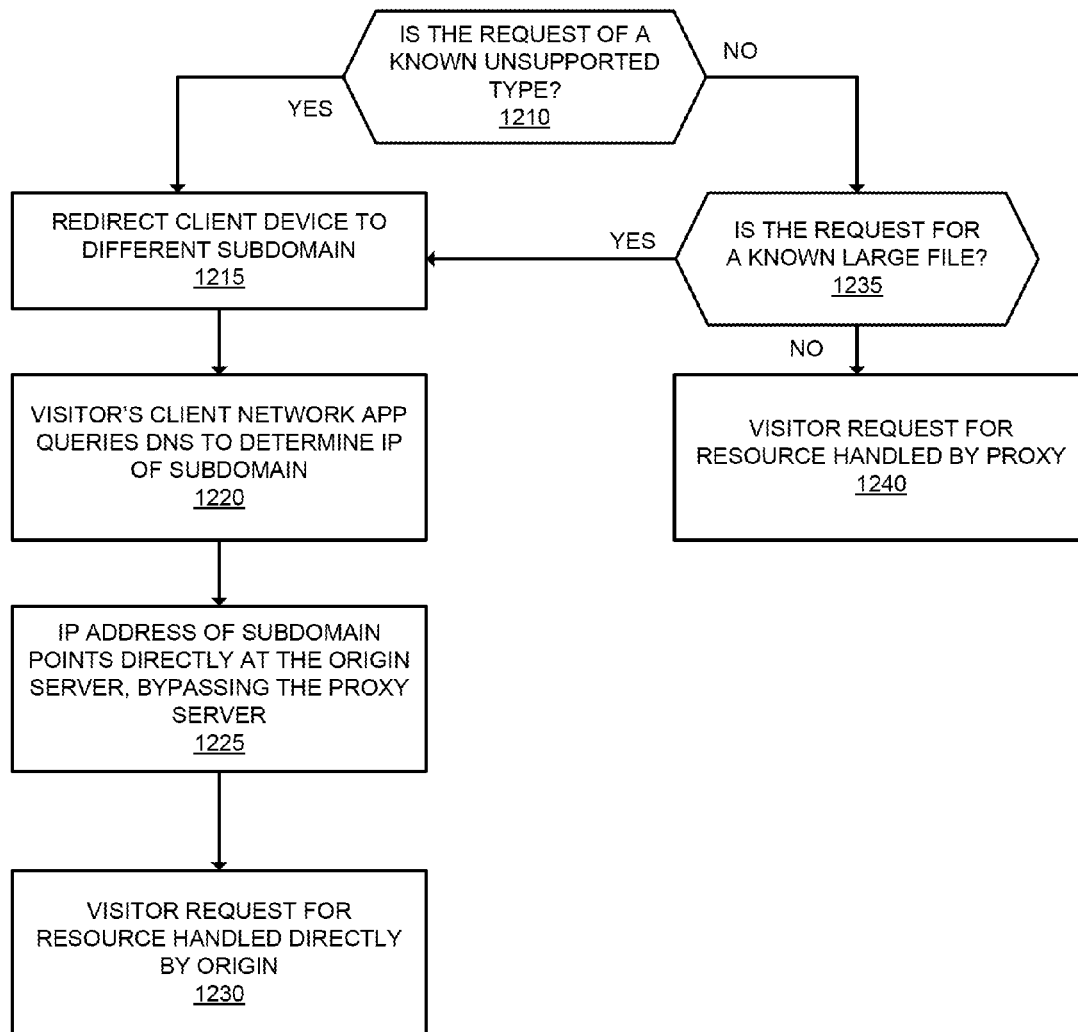 IS THE REQUEST OF A
KNOWN UNSUPPORTED
TYPE?
1210
YES
NO
REDIRECT CLIENT DEVICE TO
DIFFERENT SUBDOMAIN
1215
YES
IS THE REQUEST FOR
A KNOWN LARGE FILE?
1235
NO
VISITOR'S CLIENT NETWORK APP
QUERIES DNS TO DETERMINE IP
OF SUBDOMAIN
1220
VISITOR REQUEST FOR
RESOURCE HANDLED BY PROXY
1240
IP ADDRESS OF SUBDOMAIN
POINTS DIRECTLY AT THE ORIGIN
SERVER, BYPASSING THE PROXY
SERVER
1225
VISITOR REQUEST FOR
RESOURCE HANDLED DIRECTLY
BY ORIGIN
1230